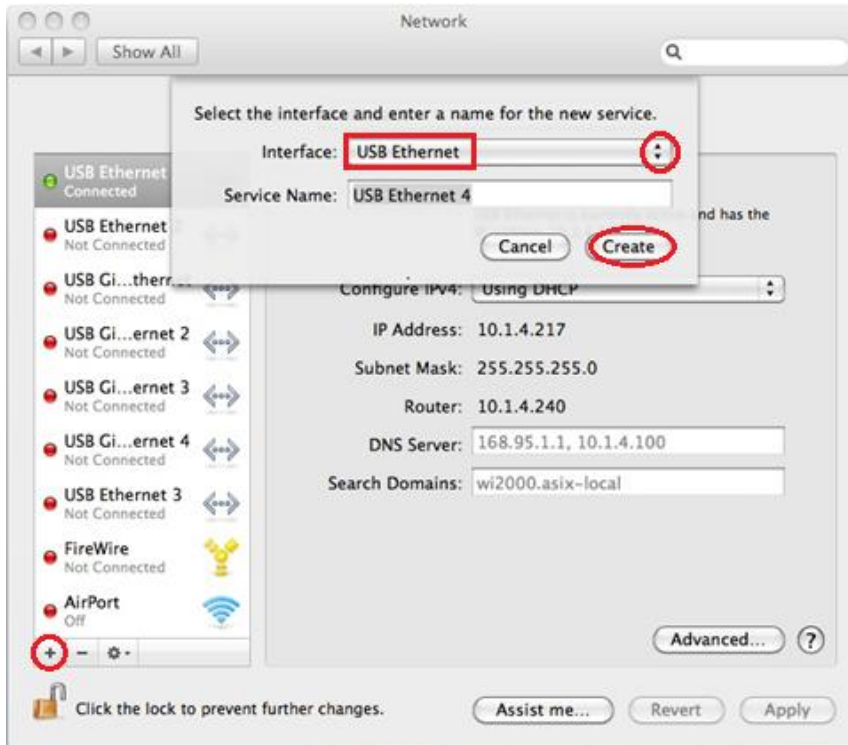 Network
Show All
Select the interface and enter a name for the new service.
Interface: USB Ethernet
Service Name: USB Ethernet 4
Cancel Create
USB Ethernet
Connected
USB Ethernet
Not Connected
USB Gi...therr
Not Connected
USB Gi...ernet 2
Not Connected
USB Gi...ernet 3
Not Connected
USB Gi...ernet 4
Not Connected
USB Ethernet 3
Not Connected
FireWire
Not Connected
AirPort
Off
nd has the
Configure IPv4: Using DHCP
IP Address: 10.1.4.217
Subnet Mask: 255.255.255.0
Router: 10.1.4.240
DNS Server: 168.95.1.1, 10.1.4.100
Search Domains: wi2000.asix-local
Advanced... ?
Click the lock to prevent further changes.
Assist me... Revert Apply